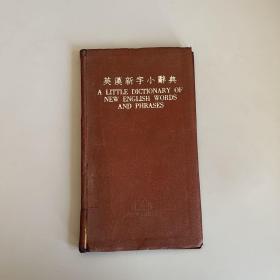 英漢新字小辭典
A LITTLE DICTIONARY OF
NEW ENGLISH WORDS
AND PHRASES